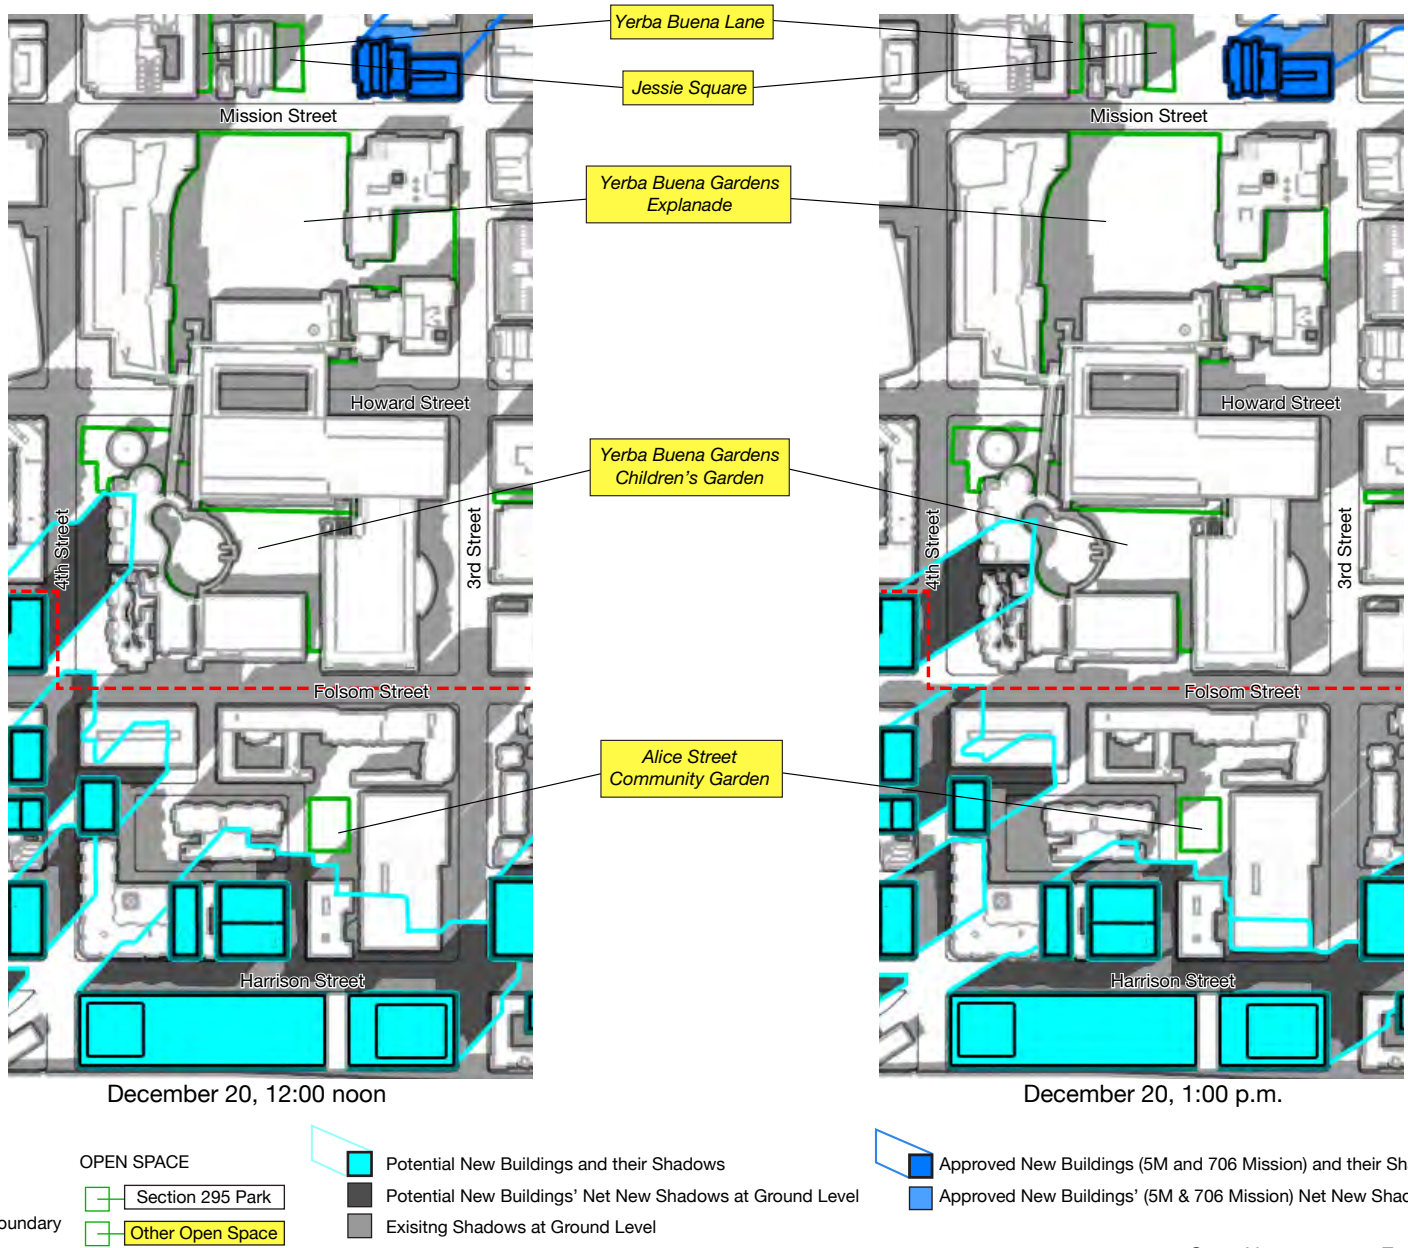 Yerba Buena Lane
Jessie Square
Mission Street
Mission Street
Yerba Buena Gardens
Explanade
Howard Street
Howard Street
Yerba Buena Gardens
Children's Garden
4th Street
3rd Street
4th Street
3rd Street
Folsom Street
Folsom Street
Alice Street
Community Garden
Harrison Street
Harrison Street
December 20, 12:00 noon
December 20, 1:00 p.m.
OPEN SPACE
Section 295 Park
oundary
Other Open Space
Potential New Buildings and their Shadows
Potential New Buildings' Net New Shadows at Ground Level
Exisitng Shadows at Ground Level
Approved New Buildings (5M and 706 Mission) and their Sh
Approved New Buildings' (5M & 706 Mission) Net New Shad